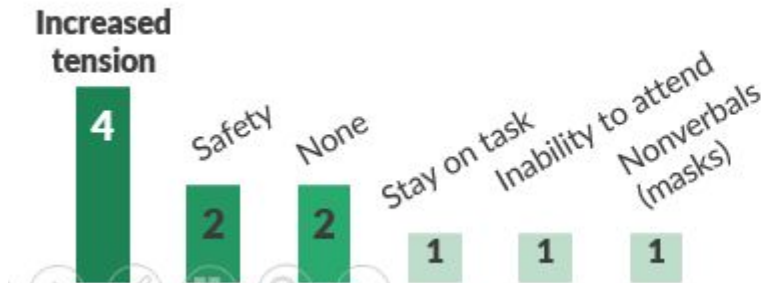 Increased
tension
4
Safety
2
None
2
Stay on task
1
Inability to attend
1
Nonverbals
(masks)
1